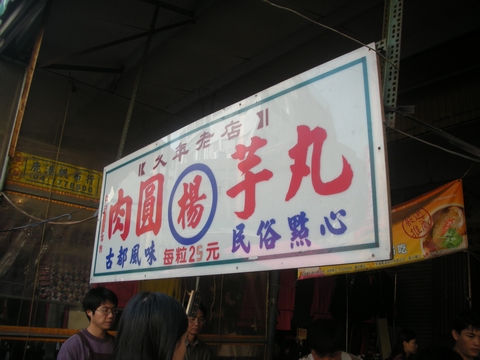 〖久年老店〗
肉圓 楊 芋丸
古都風味 每粒25元 民俗點心